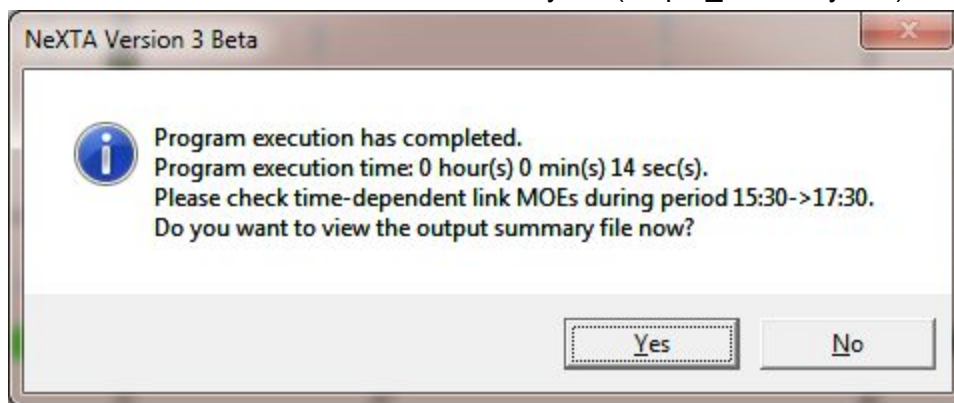 NeXTA Version 3 Beta
Program execution has completed.
Program execution time: 0 hour(s) 0 min(s) 14 sec(s).
Please check time-dependent link MOEs during period 15:30->17:30.
Do you want to view the output summary file now?
Yes
No